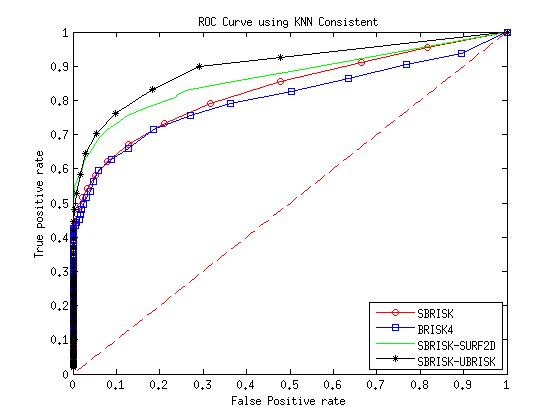 ROC Curve using KNN Consistent
1
0.9
0.8
0.7
0.6
0.5
0.4
0.3
0.2
0.1
0
True positive rate
0 0.1 0.2 0.3 0.4 0.5 0.6 0.7 0.8 0.9 1
False Positive rate
SBRISK
BRISK4
SBRISK-SURF2D
SBRISK-UBRISK